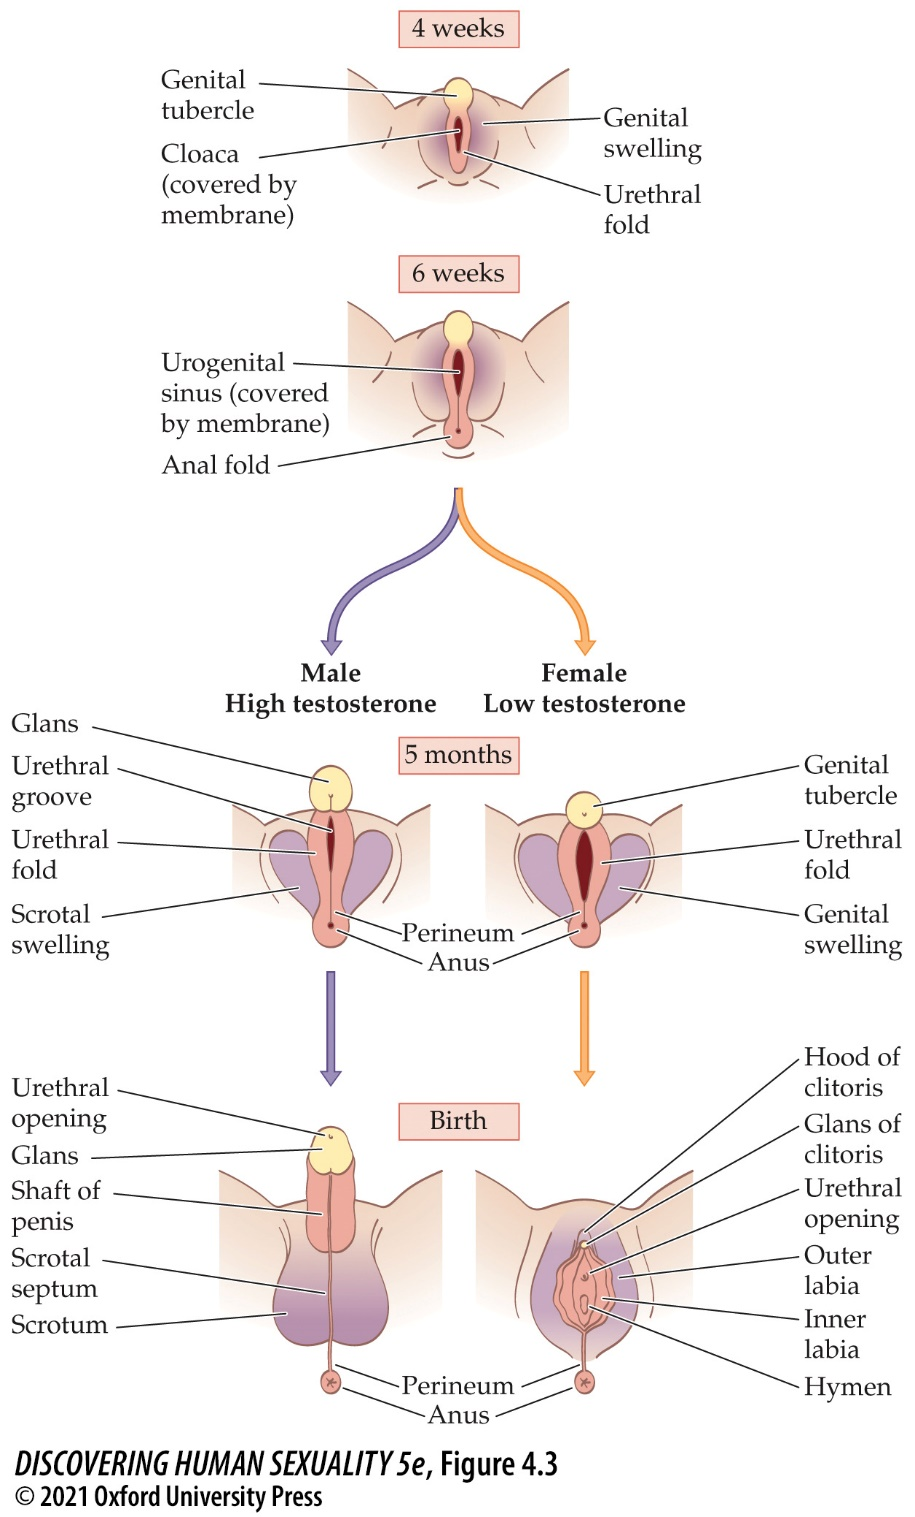 4 weeks
Genital
tubercle
Cloaca
(covered by
membrane)
Genital
swelling
Urethral
fold
6 weeks
Urogenital
sinus (covered
by membrane)
Anal fold
Male
High testosterone
Female
Low testosterone
5 months
Glans
Urethral
groove
Urethral
fold
Scrotal
swelling
Genital
tubercle
Urethral
fold
Genital
swelling
Perineum
Anus
Birth
Urethral
opening
Glans
Shaft of
penis
Scrotal
septum
Scrotum
Hood of
clitoris
Glans of
clitoris
Urethral
opening
Outer
labia
Inner
labia
Hymen
Perineum
Anus
DISCOVERING HUMAN SEXUALITY 5e, Figure 4.3
© 2021 Oxford University Press